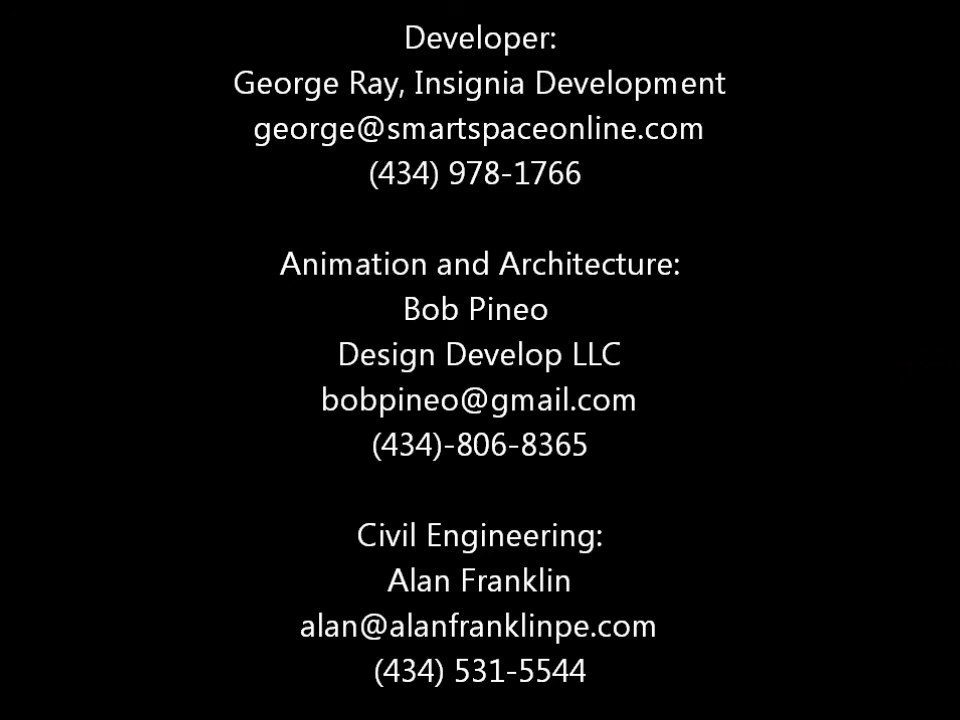 Developer:
George Ray, Insignia Development
george@smartspaceonline.com
(434) 978-1766
Animation and Architecture:
Bob Pineo
Design Develop LLC
bobpineo@gmail.com
(434)-806-8365
Civil Engineering:
Alan Franklin
alan@alanfranklinpe.com
(434) 531-5544